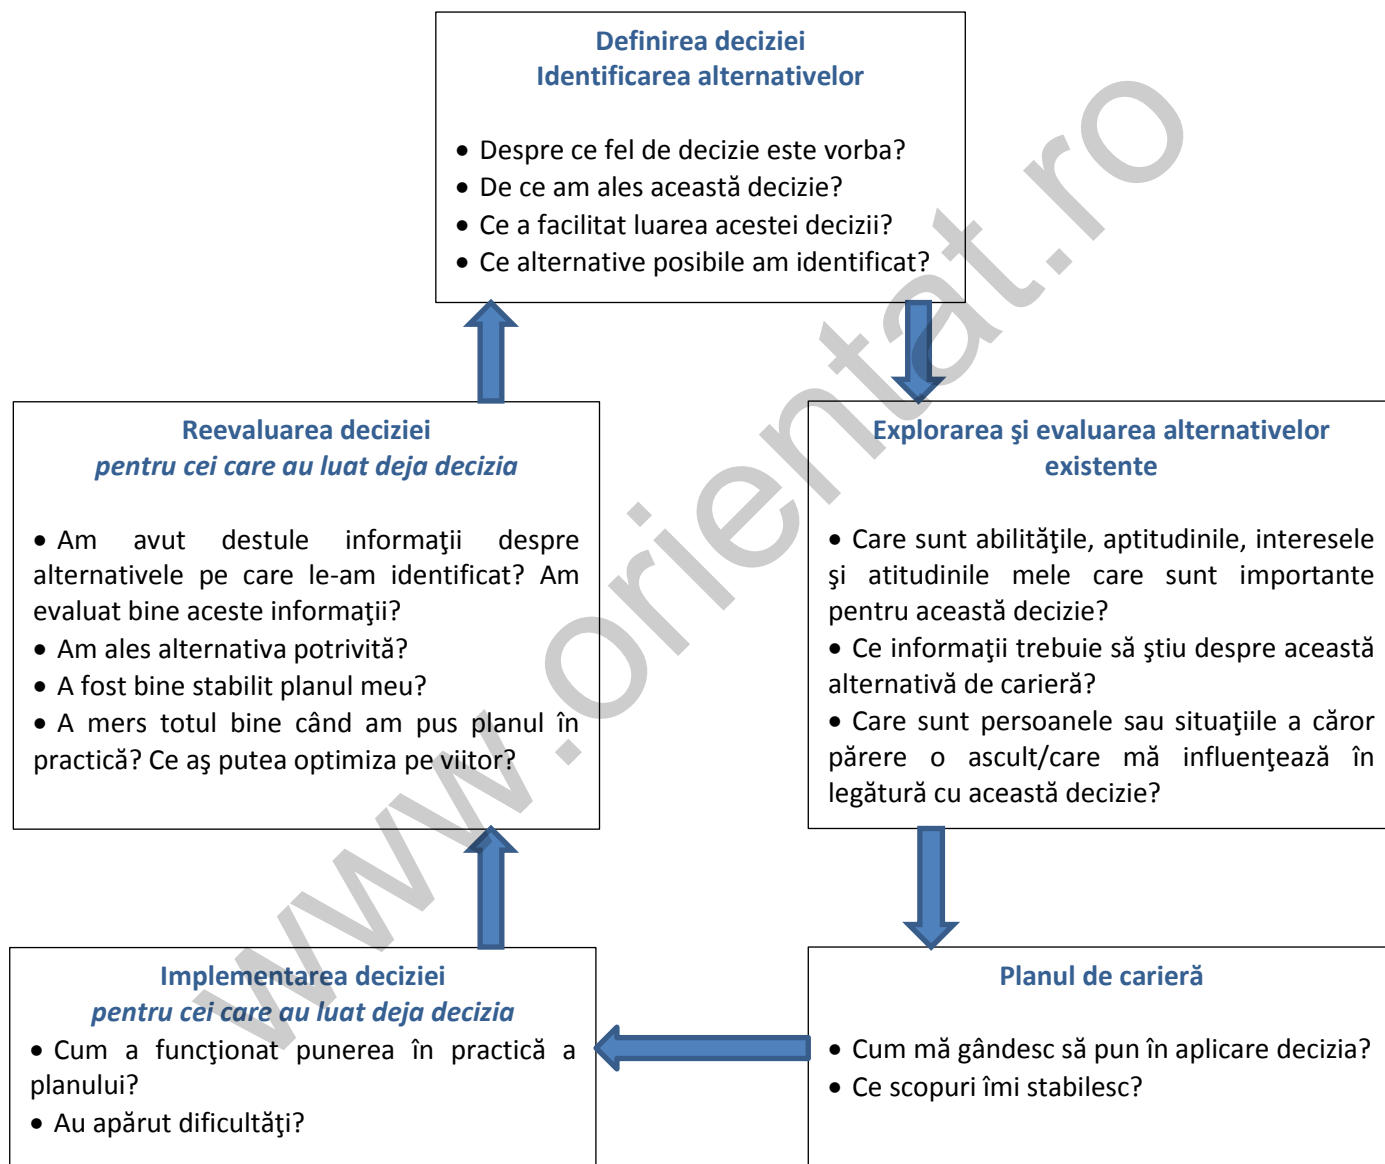 Definirea deciziei
Identificarea alternativelor
• Despre ce fel de decizie este vorba?
• De ce am ales această decizie?
• Ce a facilitat luarea acestei decizii?
• Ce alternative posibile am identificat?
Explorarea şi evaluarea alternativelor
existente
• Care sunt abilităţile, aptitudinile, interesele
şi atitudinile mele care sunt importante
pentru această decizie?
• Ce informaţii trebuie să ştiu despre această
alternativă de carieră?
• Care sunt persoanele sau situaţiile a căror
părere o ascult/care mă influenţează în
legătură cu această decizie?
Planul de carieră
• Cum mă gândesc să pun în aplicare decizia?
• Ce scopuri îmi stabilesc?
Implementarea deciziei
pentru cei care au luat deja decizia
• Cum a funcţionat punerea în practică a
planului?
• Au apărut dificultăţi?
Reevaluarea deciziei
pentru cei care au luat deja decizia
• Am avut destule informaţii despre
alternativele pe care le-am identificat? Am
evaluat bine aceste informaţii?
• Am ales alternativa potrivită?
• A fost bine stabilit planul meu?
• A mers totul bine când am pus planul în
practică? Ce aş putea optimiza pe viitor?
www.orientat.ro